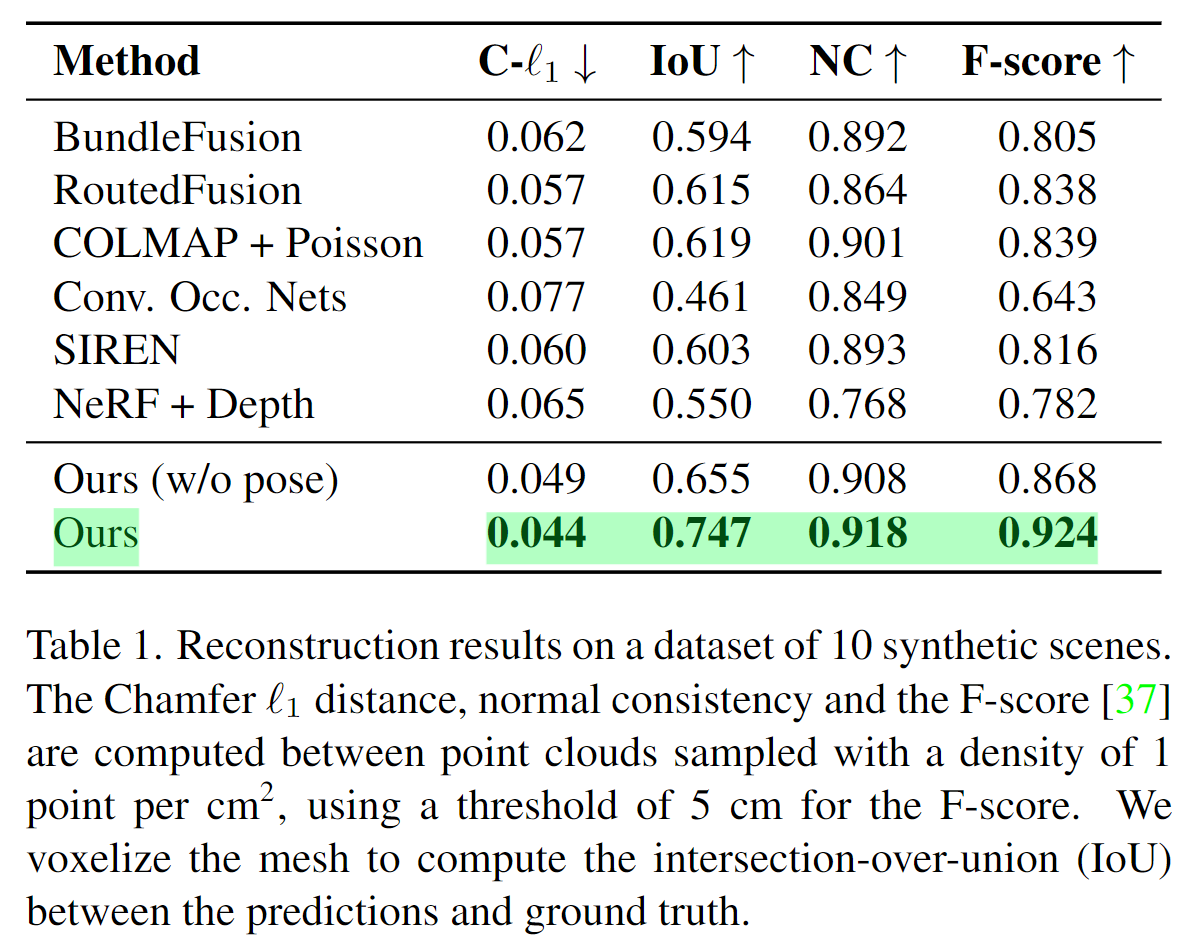 Method C-ℓ1 ↓ IoU ↑ NC ↑ F-score ↑
BundleFusion 0.062 0.594 0.892 0.805
RoutedFusion 0.057 0.615 0.864 0.838
COLMAP + Poisson 0.057 0.619 0.901 0.839
Conv. Occ. Nets 0.077 0.461 0.849 0.643
SIREN 0.060 0.603 0.893 0.816
NeRF + Depth 0.065 0.550 0.768 0.782
Ours (w/o pose) 0.049 0.655 0.908 0.868
Ours 0.044 0.747 0.918 0.924
Table 1. Reconstruction results on a dataset of 10 synthetic scenes.
The Chamfer ℓ1 distance, normal consistency and the F-score [37]
are computed between point clouds sampled with a density of 1
point per cm², using a threshold of 5 cm for the F-score. We
voxelize the mesh to compute the intersection-over-union (IoU)
between the predictions and ground truth.